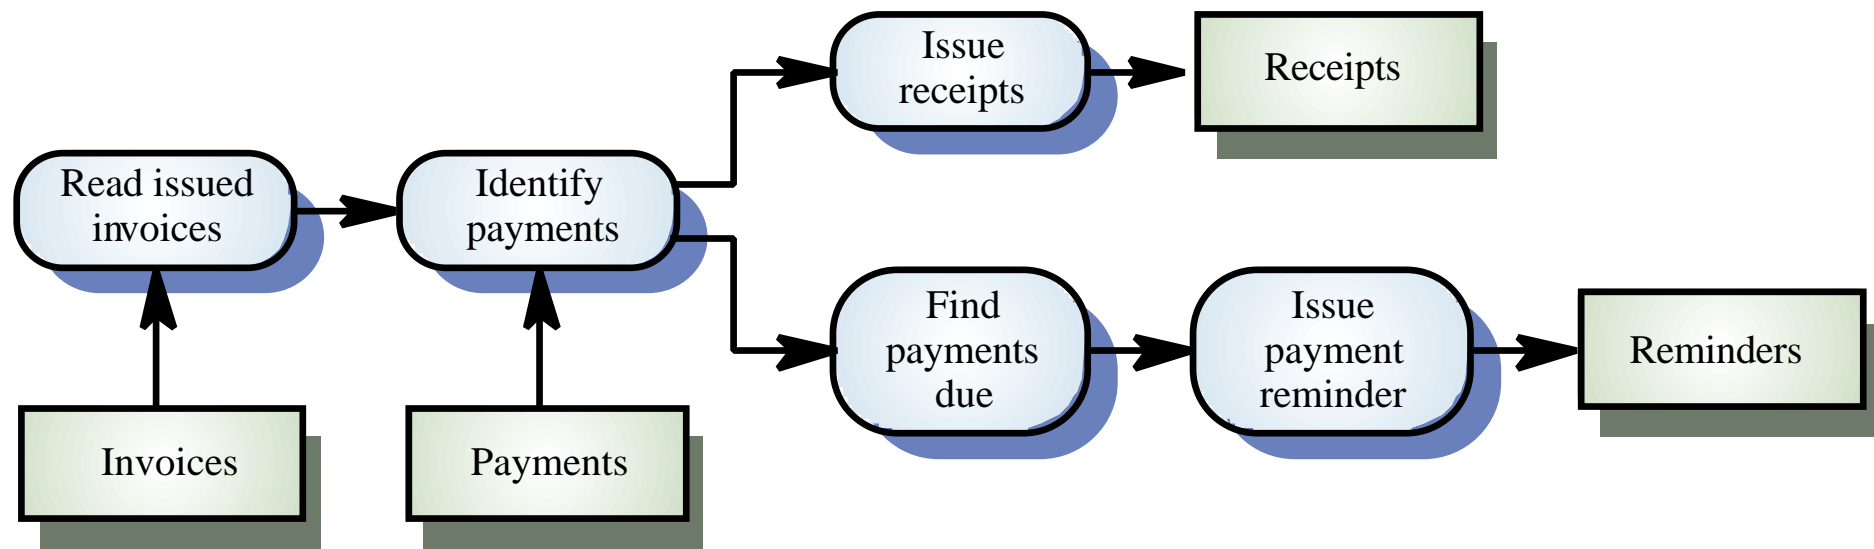 Issue
receipts
Receipts
Read issued
invoices
Identify
payments
Find
payments
due
Issue
payment
reminder
Reminders
Invoices
Payments